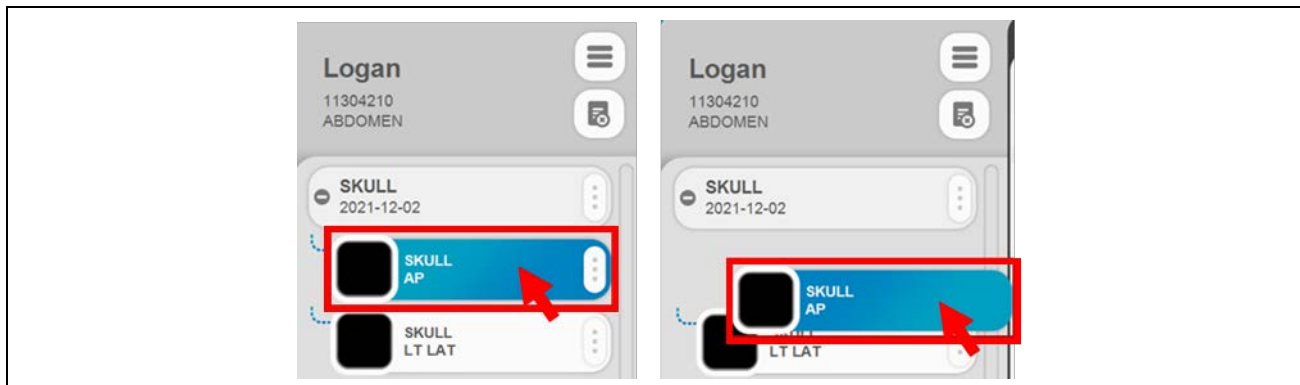 Logan
11304210
ABDOMEN
SKULL
2021-12-02
SKULL
AP
SKULL
LT LAT
Logan
11304210
ABDOMEN
SKULL
2021-12-02
SKULL
AP
LT LAT